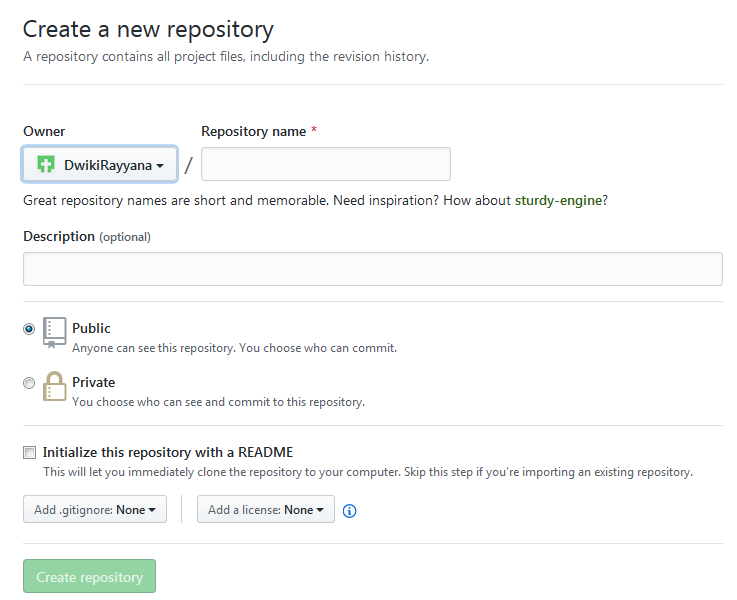 Create a new repository
A repository contains all project files, including the revision history.
Owner
Repository name *
DwikiRayyana
/
Great repository names are short and memorable. Need inspiration? How about sturdy-engine?
Description (optional)
Public
Anyone can see this repository. You choose who can commit.
Private
You choose who can see and commit to this repository.
Initialize this repository with a README
This will let you immediately clone the repository to your computer. Skip this step if you're importing an existing repository.
Add .gitignore: None
Add a license: None
Create repository